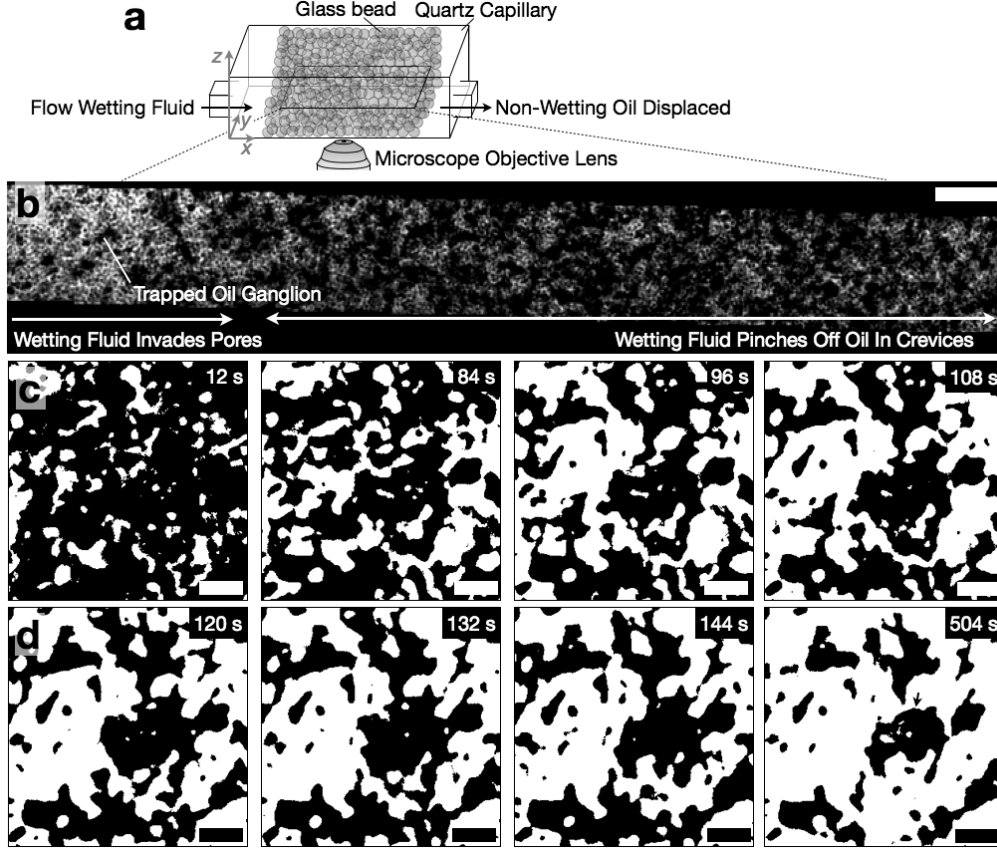 a
Glass bead
Quartz Capillary
z
Flow Wetting Fluid
Non-Wetting Oil Displaced
y
x
Microscope Objective Lens
b
Trapped Oil Ganglion
Wetting Fluid Invades Pores
Wetting Fluid Pinches Off Oil In Crevices
c
12 s
84 s
96 s
108 s
d
120 s
132 s
144 s
504 s